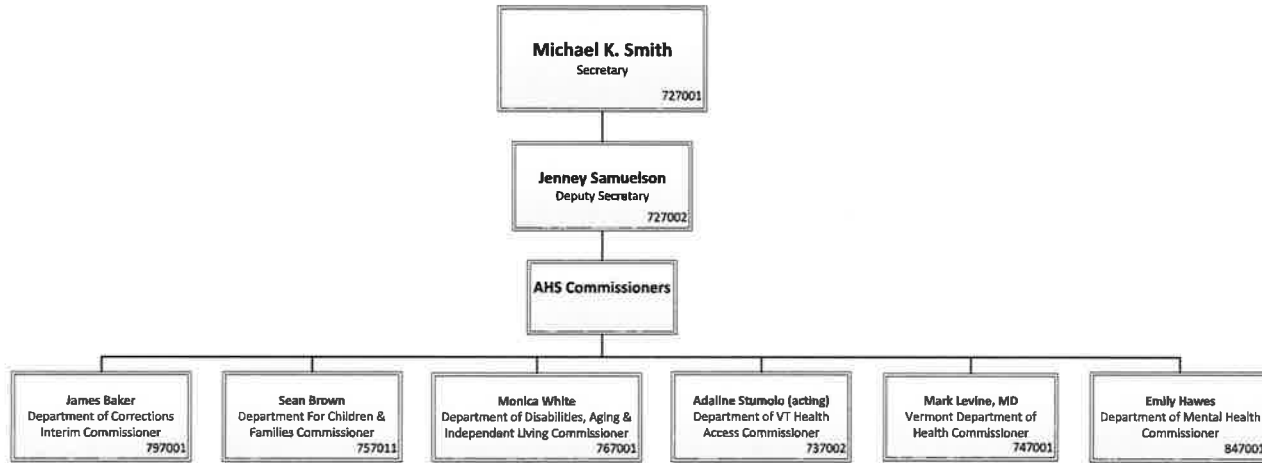 Michael K. Smith
Secretary
727001
Jenney Samuelson
Deputy Secretary
727002
AHS Commissioners
James Baker
Department of Corrections
Interim Commissioner
797001
Sean Brown
Department For Children &
Families Commissioner
757011
Monica White
Department of Disabilities, Aging &
Independent Living Commissioner
767001
Adaline Stumolo (acting)
Department of VT Health
Access Commissioner
737002
Mark Levine, MD
Vermont Department of
Health Commissioner
747001
Emily Hawes
Department of Mental Health
Commissioner
847001